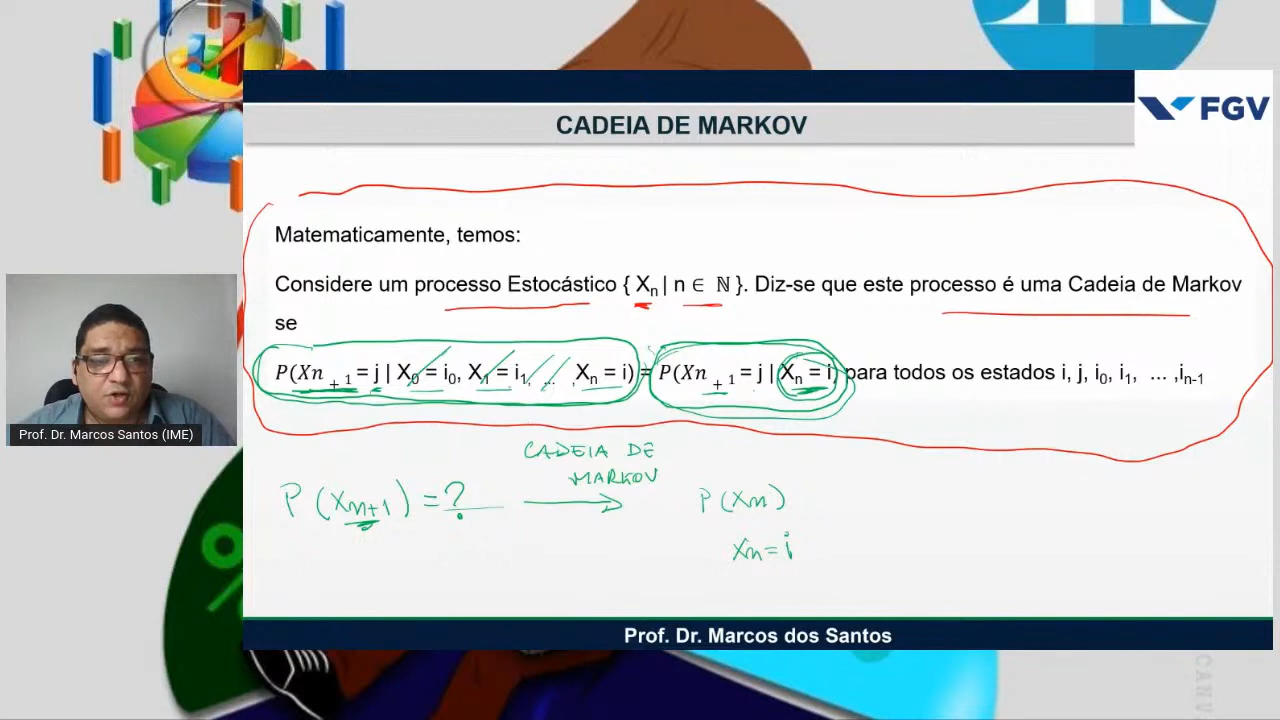 FGV
CADEIA DE MARKOV
Matematicamente, temos:
Considere um processo Estocástico { Xn | n ∈ ℕ }. Diz-se que este processo é uma Cadeia de Markov
se
P(Xn + 1 = j | X0 = i0, X1 = i1, ... ,Xn = i) = P(Xn + 1 = j | Xn = i) para todos os estados i, j, i0, i1, ... ,in-1
CADEIA DE
MARKOV
P(Xn+1) = ?
P(Xn)
Xn = i
Prof. Dr. Marcos Santos (IME)
Prof. Dr. Marcos dos Santos
%
CANV